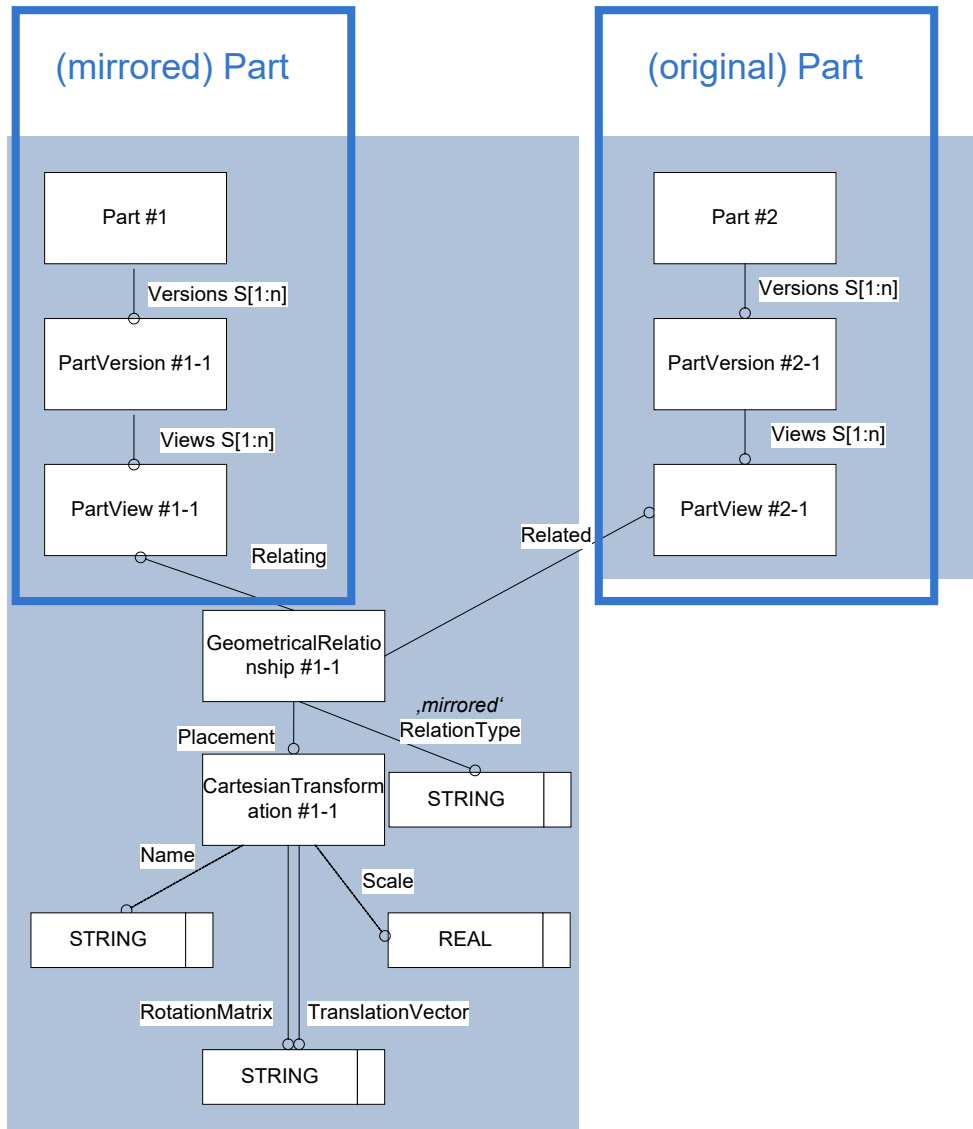 (mirrored) Part
(original) Part
Part #1
Part #2
Versions S[1:n]
Versions S[1:n]
PartVersion #1-1
PartVersion #2-1
Views S[1:n]
Views S[1:n]
PartView #1-1
PartView #2-1
Related
Relating
GeometricalRelatio
nship #1-1
‚mirrored‘
RelationType
Placement
CartesianTransform
ation #1-1
STRING
Name
Scale
STRING
REAL
RotationMatrix
TranslationVector
STRING